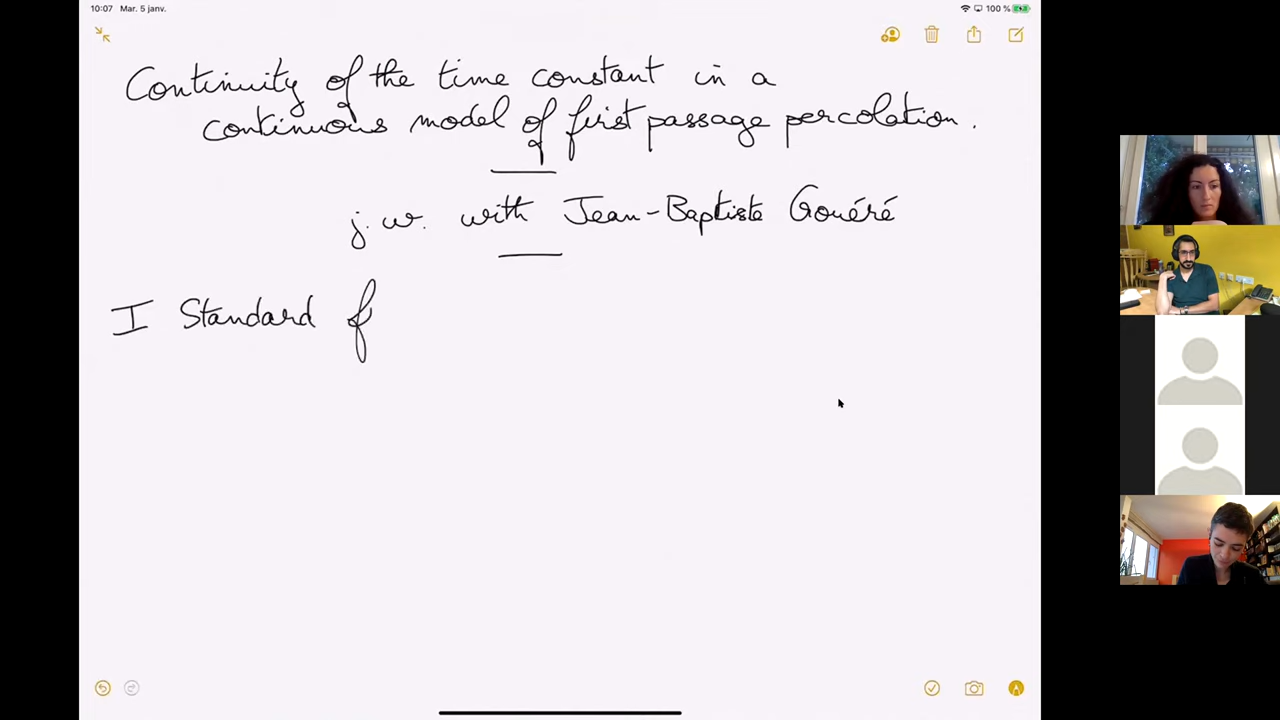 10:07 Mar. 5 janv.
100 %
Continuity of the time constant in a
continuous model of first passage percolation.
j.w. with Jean-Baptiste Gouéré
I Standard f